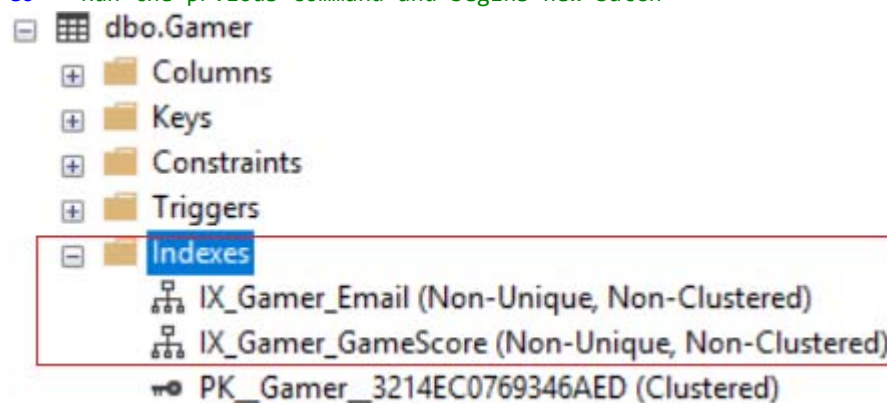 dbo.Gamer
Columns
Keys
Constraints
Triggers
Indexes
IX_Gamer_Email (Non-Unique, Non-Clustered)
IX_Gamer_GameScore (Non-Unique, Non-Clustered)
PK__Gamer__3214EC0769346AED (Clustered)